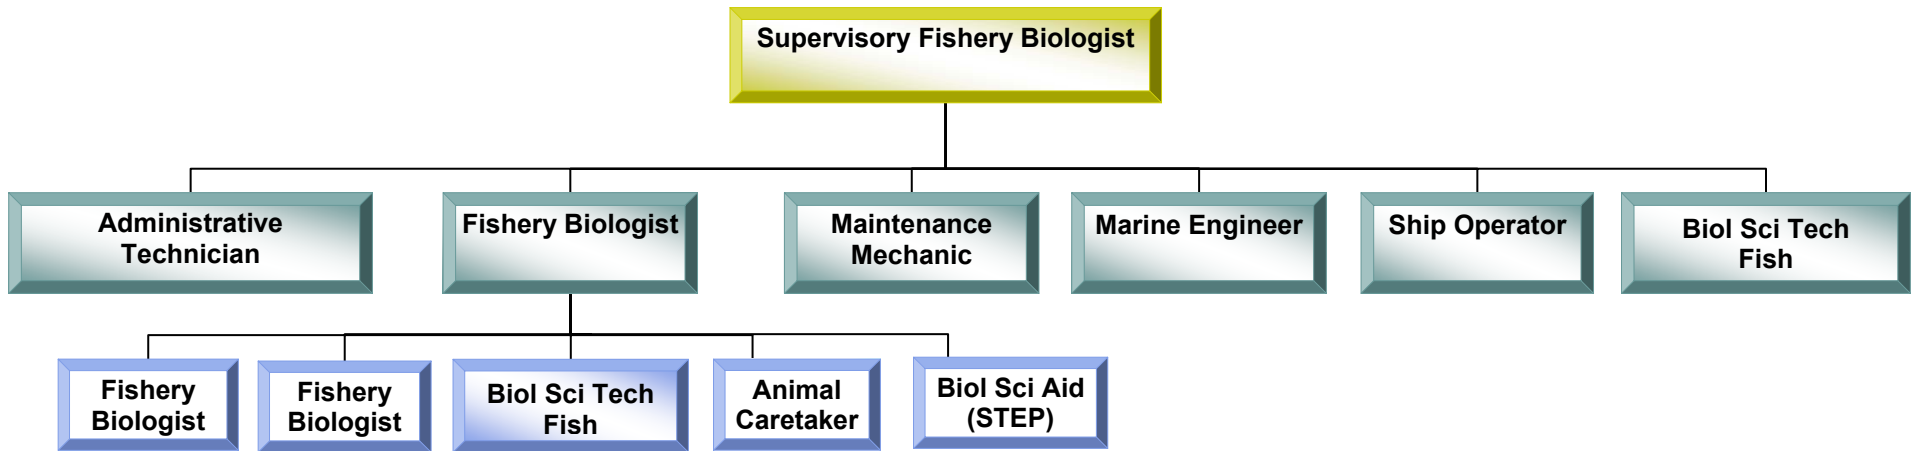 Supervisory Fishery Biologist
Administrative
Technician
Fishery Biologist
Maintenance
Mechanic
Marine Engineer
Ship Operator
Biol Sci Tech
Fish
Fishery
Biologist
Fishery
Biologist
Biol Sci Tech
Fish
Animal
Caretaker
Biol Sci Aid
(STEP)